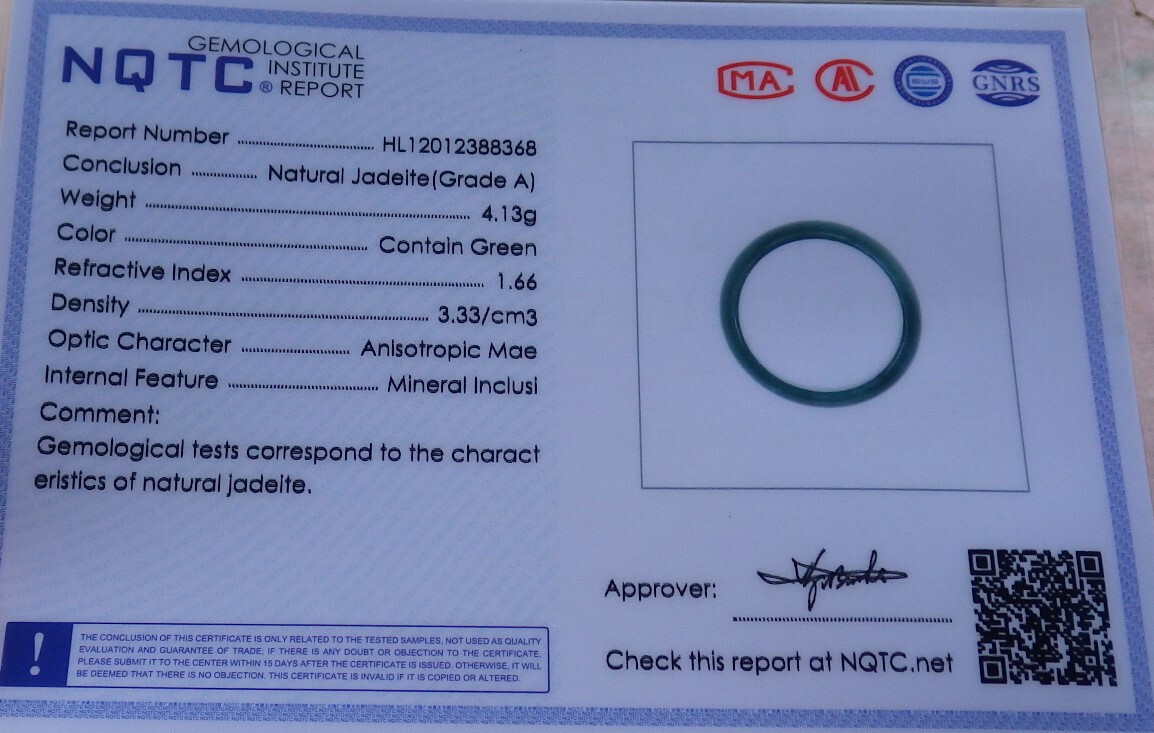 GEMOLOGICAL
NQTC® INSTITUTE
REPORT
MA
GNRS
Report Number HL12012388368
Conclusion Natural Jadeite(Grade A)
Weight 4.13g
Color Contain Green
Refractive Index 1.66
Density 3.33/cm3
Optic Character Anisotropic Mae
Internal Feature Mineral Inclusi
Comment:
Gemological tests correspond to the charact
eristics of natural jadeite.
Approver:
Check this report at NQTC.net
!
THE CONCLUSION OF THIS CERTIFICATE IS ONLY RELATED TO THE TESTED SAMPLES, NOT USED AS QUALITY
EVALUATION AND GUARANTEE OF TRADE; IF THERE IS ANY DOUBT OR OBJECTION TO THE CERTIFICATE,
PLEASE SUBMIT IT TO THE CENTER WITHIN 15 DAYS AFTER THE CERTIFICATE IS ISSUED. OTHERWISE, IT WILL
BE DEEMED THAT THERE IS NO OBJECTION. THIS CERTIFICATE IS INVALID IF IT IS COPIED OR ALTERED.